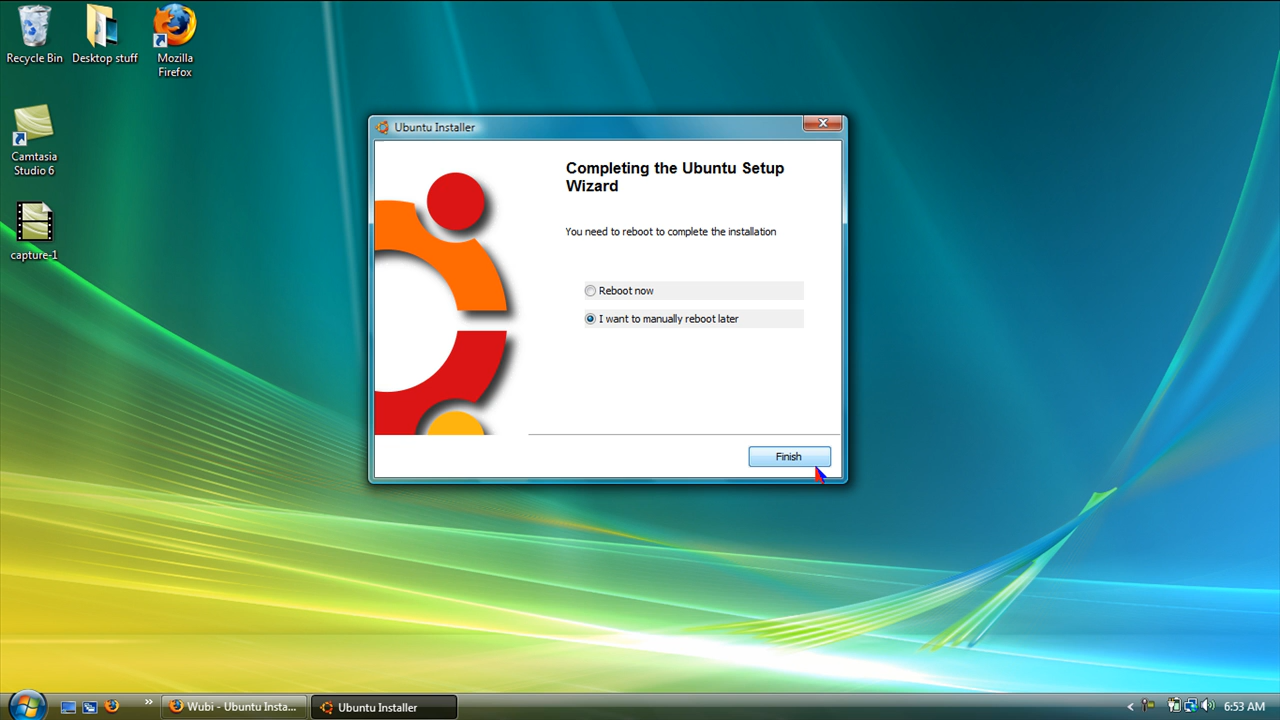 Recycle Bin
Desktop stuff
Mozilla
Firefox
Camtasia
Studio 6
capture-1
Ubuntu Installer
Completing the Ubuntu Setup
Wizard
You need to reboot to complete the installation
Reboot now
I want to manually reboot later
Finish
Wubi - Ubuntu Insta...
Ubuntu Installer
6:53 AM